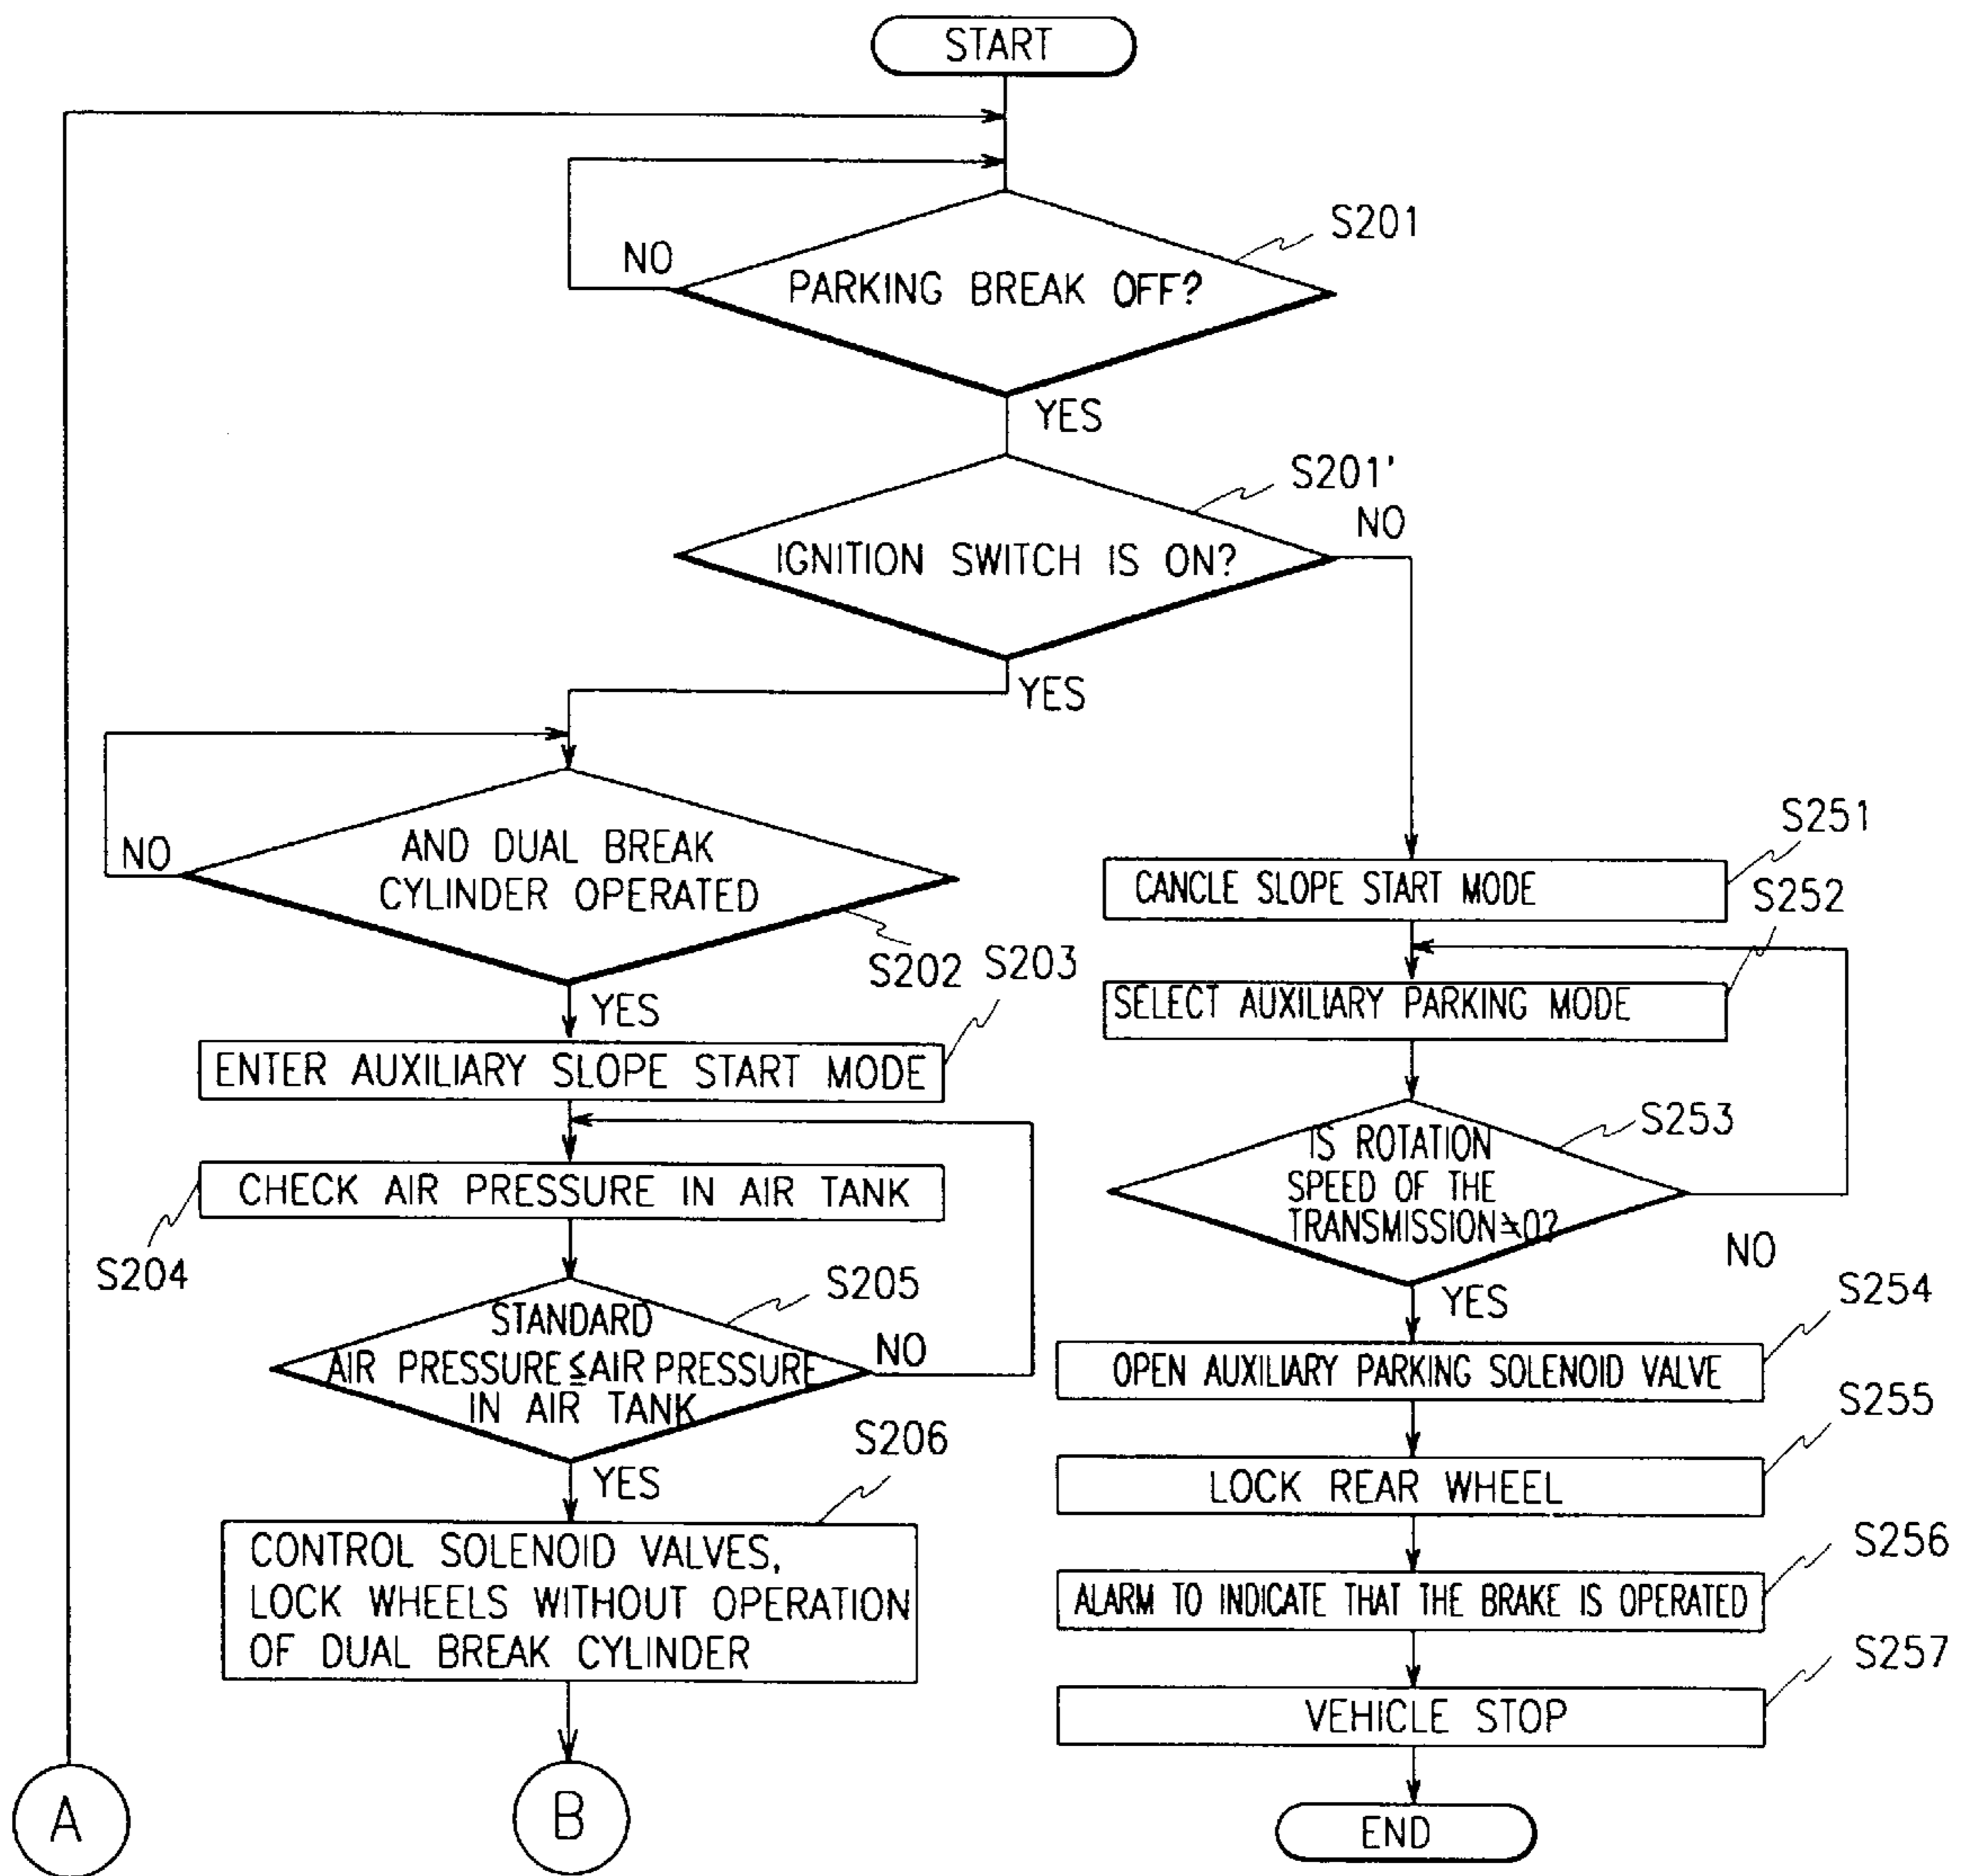 START
S201
NO
PARKING BREAK OFF?
YES
S201'
NO
IGNITION SWITCH IS ON?
YES
NO
AND DUAL BREAK
CYLINDER OPERATED
S202
YES
S203
ENTER AUXILIARY SLOPE START MODE
CHECK AIR PRESSURE IN AIR TANK
S204
S205
STANDARD
AIR PRESSURE≦AIR PRESSURE
IN AIR TANK
NO
YES
S206
CONTROL SOLENOID VALVES,
LOCK WHEELS WITHOUT OPERATION
OF DUAL BREAK CYLINDER
A
B
S251
CANCLE SLOPE START MODE
S252
SELECT AUXILIARY PARKING MODE
S253
IS ROTATION
SPEED OF THE
TRANSMISSION≠0?
NO
YES
S254
OPEN AUXILIARY PARKING SOLENOID VALVE
S255
LOCK REAR WHEEL
S256
ALARM TO INDICATE THAT THE BRAKE IS OPERATED
S257
VEHICLE STOP
END